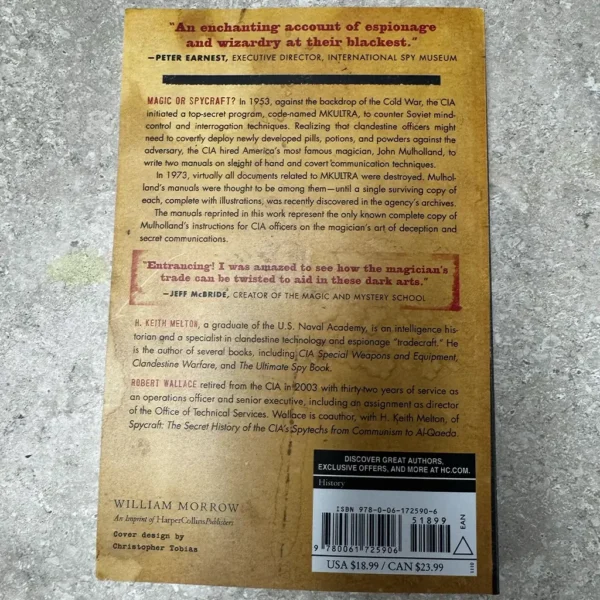 "An enchanting account of espionage
and wizardry at their blackest."
—PETER EARNEST, EXECUTIVE DIRECTOR, INTERNATIONAL SPY MUSEUM
MAGIC OR SPYCRAFT? In 1953, against the backdrop of the Cold War, the CIA
initiated a top-secret program, code-named MKULTRA, to counter Soviet mind-
control and interrogation techniques. Realizing that clandestine officers might
need to covertly deploy newly developed pills, potions, and powders against the
adversary, the CIA hired America's most famous magician, John Mulholland, to
write two manuals on sleight of hand and covert communication techniques.
In 1973, virtually all documents related to MKULTRA were destroyed. Mulhol-
land's manuals were thought to be among them—until a single surviving copy of
each, complete with illustrations, was recently discovered in the agency's archives.
The manuals reprinted in this work represent the only known complete copy of
Mulholland's instructions for CIA officers on the magician's art of deception and
secret communications.
"Entrancing! I was amazed to see how the magician's
trade can be twisted to aid in these dark arts."
—JEFF McBRIDE, CREATOR OF THE MAGIC AND MYSTERY SCHOOL
H. KEITH MELTON, a graduate of the U.S. Naval Academy, is an intelligence his-
torian and a specialist in clandestine technology and espionage "tradecraft." He
is the author of several books, including CIA Special Weapons and Equipment,
Clandestine Warfare, and The Ultimate Spy Book.
ROBERT WALLACE retired from the CIA in 2003 with thirty-two years of service as
an operations officer and senior executive, including an assignment as director
of the Office of Technical Services. Wallace is coauthor, with H. Keith Melton, of
Spycraft: The Secret History of the CIA's Spytechs from Communism to Al-Qaeda.
DISCOVER GREAT AUTHORS,
EXCLUSIVE OFFERS, AND MORE AT HC.COM.
History
ISBN 978-0-06-172590-6
51899
EAN
9 780061 725906
USA $18.99 / CAN $23.99
WILLIAM MORROW
An Imprint of HarperCollinsPublishers
Cover design by
Christopher Tobias